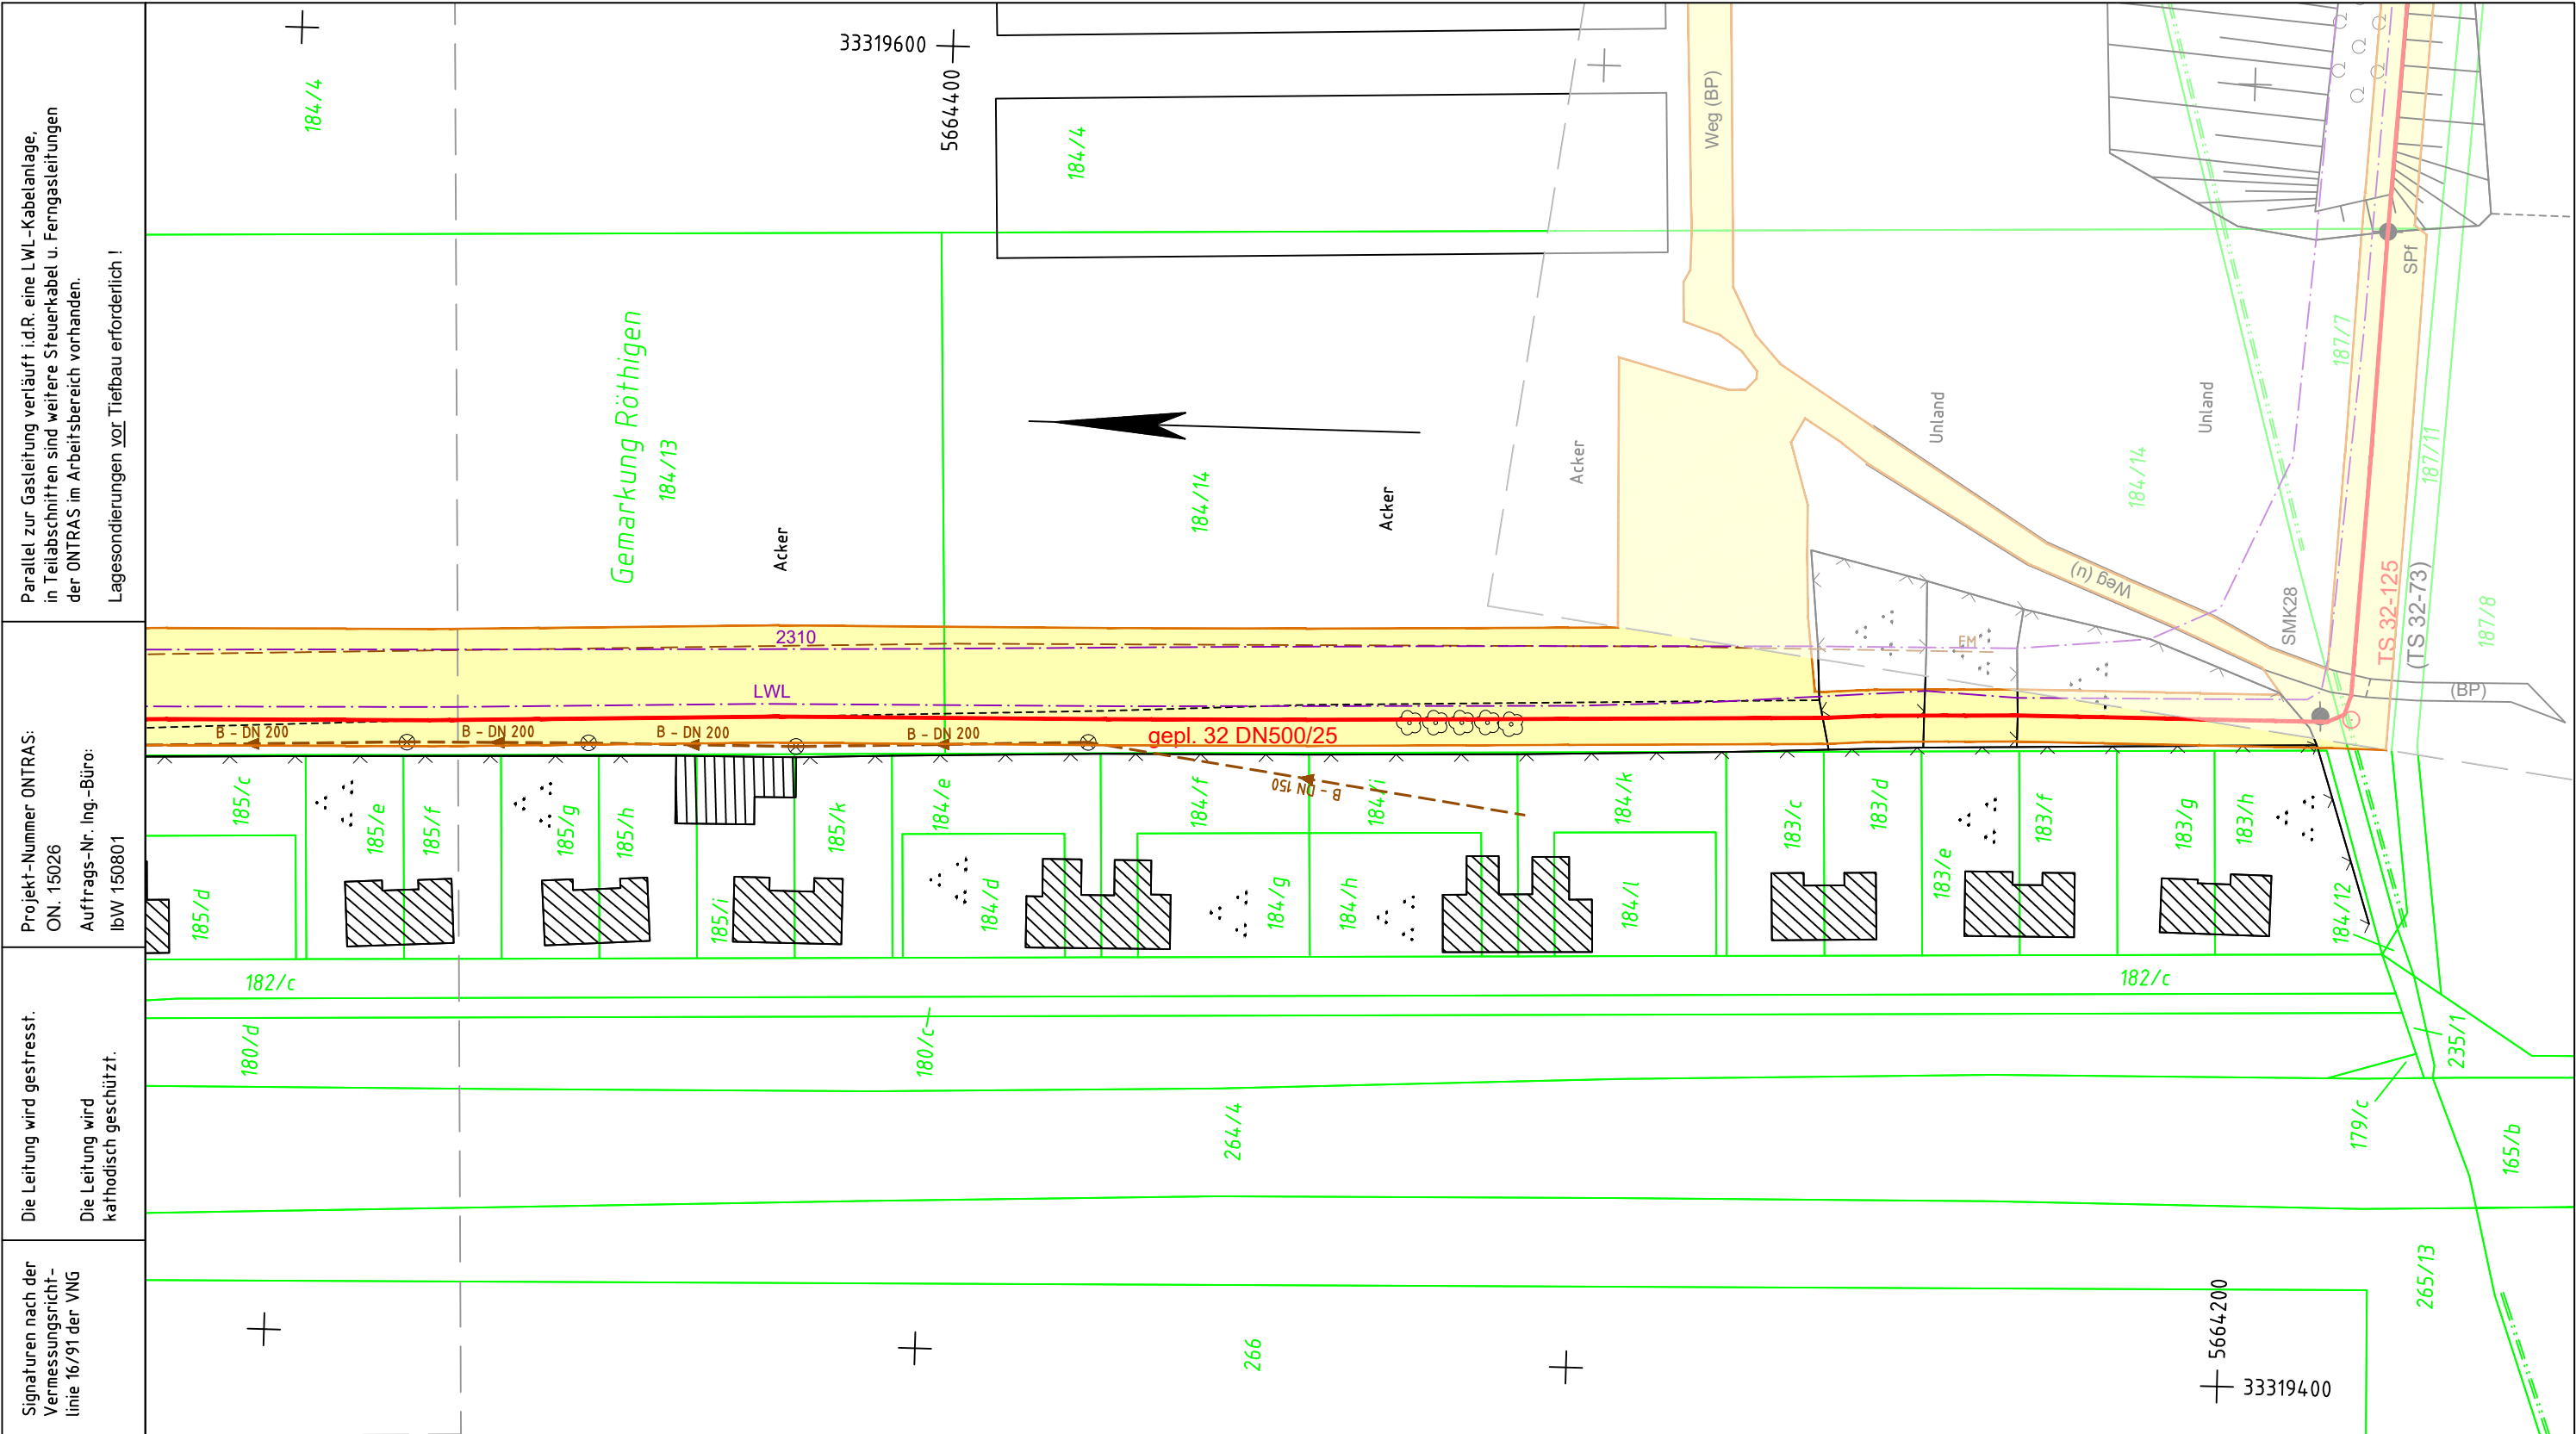 Parallel zur Gasleitung verläuft i.d.R. eine LWL-Kabelanlage,
in Teilabschnitten sind weitere Steuerkabel u. Ferngasleitungen
der ONTRAS im Arbeitsbereich vorhanden.
Lagesondierungen vor Tiefbau erforderlich !
Projekt-Nummer ONTRAS:
ON. 15026
Auftrags-Nr. Ing.-Büro:
IbW 150801
Die Leitung wird gestresst.
Die Leitung wird
kathodisch geschützt.
Signaturen nach der
Vermessungsricht-
linie 16/91 der VNG
184/4
33319600
5664400
184/4
Weg (BP)
SPf
187/7
Gemarkung Röthigen
184/13
Acker
184/14
Acker
Acker
Unland
Unland
184/14
187/11
Weg (u)
SMK28
TS 32-125
(TS 32-73)
187/8
(BP)
2310
LWL
FM
B - DN 200
B - DN 200
B - DN 200
B - DN 200
gepl. 32 DN500/25
B - DN 150
185/c
185/d
185/e
185/f
185/g
185/h
185/i
185/k
184/e
184/d
184/f
184/g
184/h
184/i
184/k
184/l
183/c
183/d
183/e
183/f
183/g
183/h
184/12
182/c
182/c
180/d
180/c
235/1
264/4
179/c
165/b
265/13
266
5664200
33319400